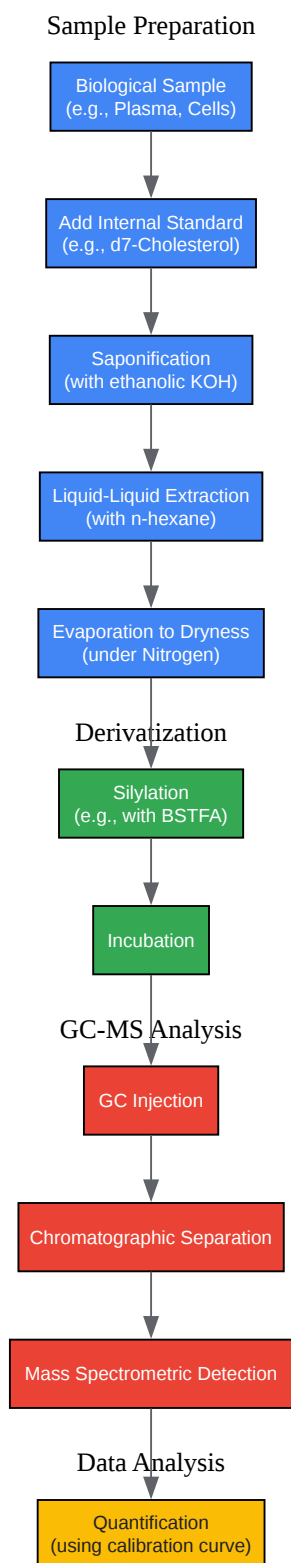 Sample Preparation
Biological Sample
(e.g., Plasma, Cells)
Add Internal Standard
(e.g., d7-Cholesterol)
Saponification
(with ethanolic KOH)
Liquid-Liquid Extraction
(with n-hexane)
Evaporation to Dryness
(under Nitrogen)
Derivatization
Silylation
(e.g., with BSTFA)
Incubation
GC-MS Analysis
GC Injection
Chromatographic Separation
Mass Spectrometric Detection
Data Analysis
Quantification
(using calibration curve)